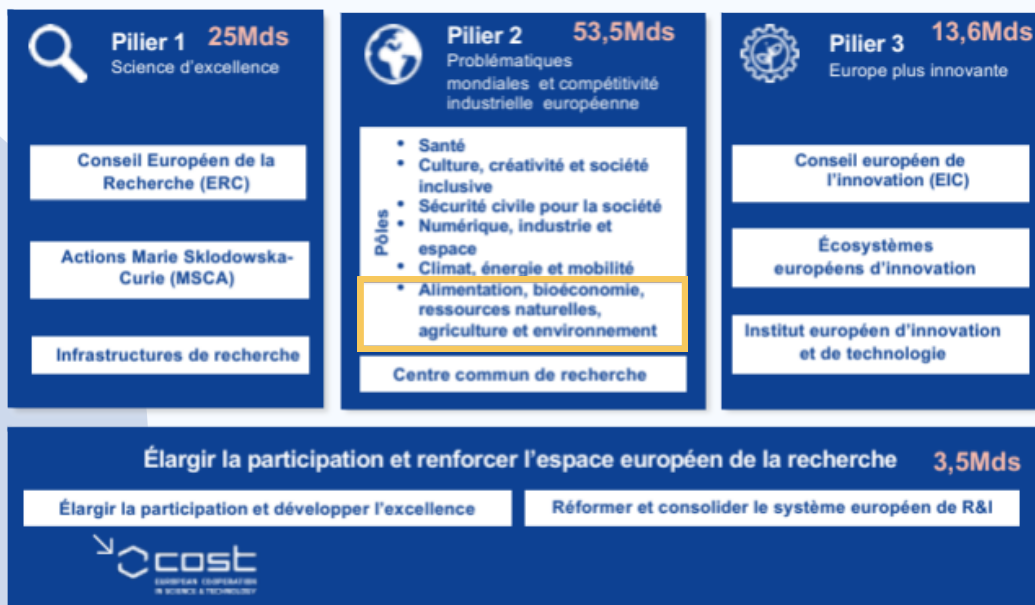 Pilier 1 25Mds
Science d'excellence
Conseil Européen de la
Recherche (ERC)
Actions Marie Sklodowska-
Curie (MSCA)
Infrastructures de recherche
Pilier 2 53,5Mds
Problématiques
mondiales et compétitivité
industrielle européenne
Pôles
• Santé
• Culture, créativité et société
inclusive
• Sécurité civile pour la société
• Numérique, industrie et
espace
• Climat, énergie et mobilité
• Alimentation, bioéconomie,
ressources naturelles,
agriculture et environnement
Centre commun de recherche
Pilier 3 13,6Mds
Europe plus innovante
Conseil européen de
l'innovation (EIC)
Écosystèmes
européens d'innovation
Institut européen d'innovation
et de technologie
Élargir la participation et renforcer l'espace européen de la recherche 3,5Mds
Élargir la participation et développer l'excellence
Réformer et consolider le système européen de R&I
cost
EUROPEAN COOPERATION
IN SCIENCE & TECHNOLOGY